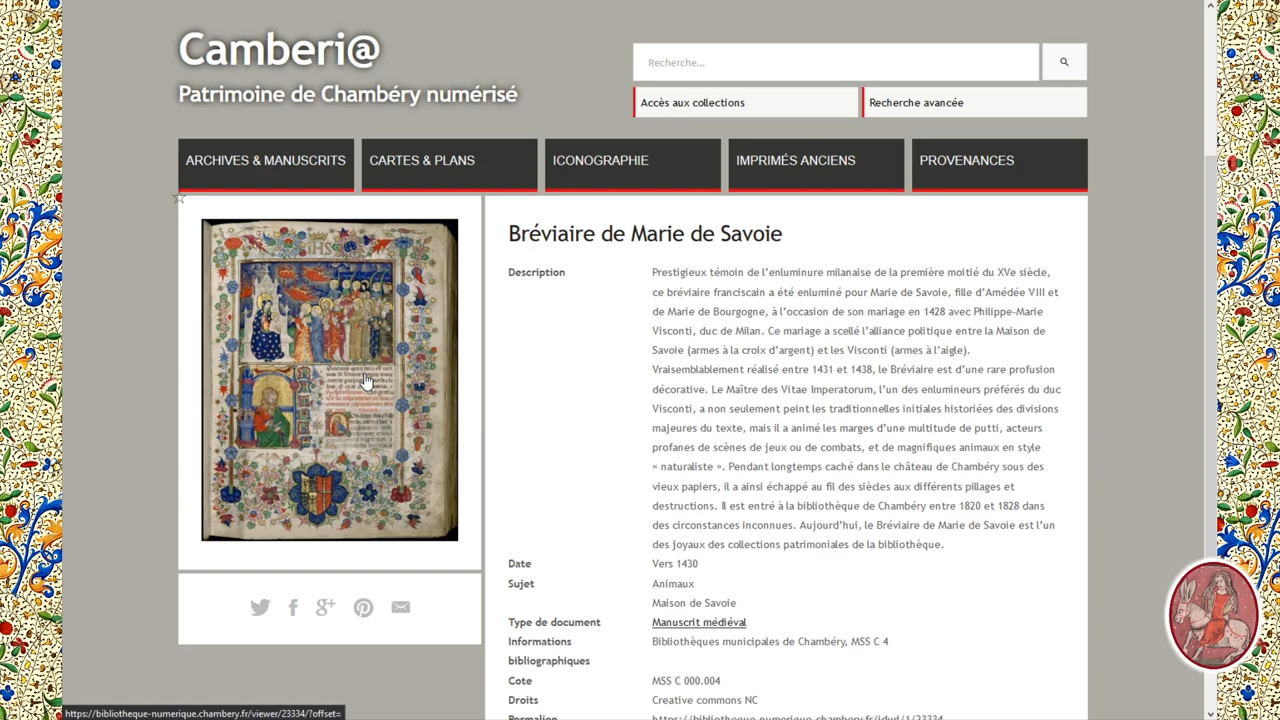 Camberi@
Patrimoine de Chambéry numérisé
Recherche...
Accès aux collections
Recherche avancée
ARCHIVES & MANUSCRITS
CARTES & PLANS
ICONOGRAPHIE
IMPRIMÉS ANCIENS
PROVENANCES
Bréviaire de Marie de Savoie
Description
Prestigieux témoin de l’enluminure milanaise de la première moitié du XVe siècle,
ce bréviaire franciscain a été enluminé pour Marie de Savoie, fille d’Amédée VIII et
de Marie de Bourgogne, à l’occasion de son mariage en 1428 avec Philippe-Marie
Visconti, duc de Milan. Ce mariage a scellé l’alliance politique entre la Maison de
Savoie (armes à la croix d’argent) et les Visconti (armes à l’aigle).
Vraisemblablement réalisé entre 1431 et 1438, le Bréviaire est d’une rare profusion
décorative. Le Maître des Vitae Imperatorum, l’un des enlumineurs préférés du duc
Visconti, a non seulement peint les traditionnelles initiales historiées des divisions
majeures du texte, mais il a animé les marges d’une multitude de putti, acteurs
profanes de scènes de jeux ou de combats, et de magnifiques animaux en style
« naturaliste ». Pendant longtemps caché dans le château de Chambéry sous des
vieux papiers, il a ainsi échappé au fil des siècles aux différents pillages et
destructions. Il est entré à la bibliothèque de Chambéry entre 1820 et 1828 dans
des circonstances inconnues. Aujourd’hui, le Bréviaire de Marie de Savoie est l’un
des joyaux des collections patrimoniales de la bibliothèque.
Date
Vers 1430
Sujet
Animaux
Maison de Savoie
Type de document
Manuscrit médiéval
Informations
bibliographiques
Bibliothèques municipales de Chambéry, MSS C 4
Cote
MSS C 000.004
Droits
Creative commons NC
Permalien
https://bibliotheque-numerique.chambery.fr/idurl/1/23334
https://bibliotheque-numerique.chambery.fr/viewer/23334/?offset=